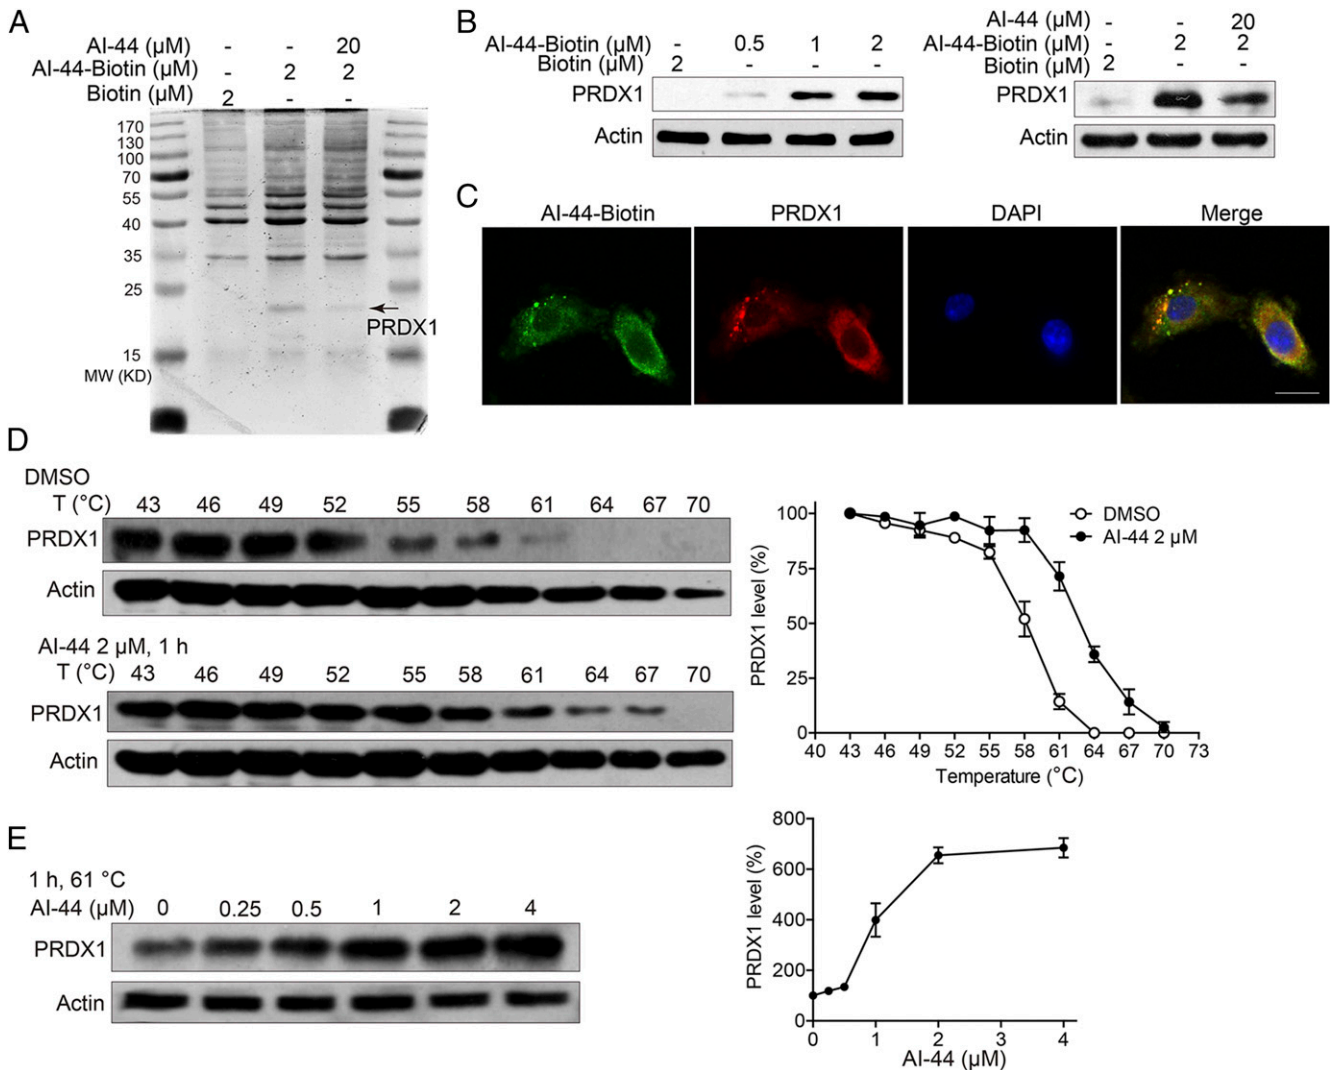 A
AI-44 (µM) - - 20
AI-44-Biotin (µM) - 2 2
Biotin (µM) 2 - -
170
130
100
70
55
40
35
25
15
MW (KD)
PRDX1
B
AI-44-Biotin (µM) - 0.5 1 2
Biotin (µM) 2 - - -
PRDX1
Actin
AI-44 (µM) - - 20
AI-44-Biotin (µM) - 2 2
Biotin (µM) 2 - -
PRDX1
Actin
C
AI-44-Biotin PRDX1 DAPI Merge
D
DMSO
T (°C) 43 46 49 52 55 58 61 64 67 70
PRDX1
Actin
AI-44 2 µM, 1 h
T (°C) 43 46 49 52 55 58 61 64 67 70
PRDX1
Actin
PRDX1 level (%)
100
75
50
25
0
40 43 46 49 52 55 58 61 64 67 70 73
Temperature (°C)
DMSO
AI-44 2 µM
E
1 h, 61 °C
AI-44 (µM) 0 0.25 0.5 1 2 4
PRDX1
Actin
PRDX1 level (%)
800
600
400
200
0
0 1 2 3 4
AI-44 (µM)